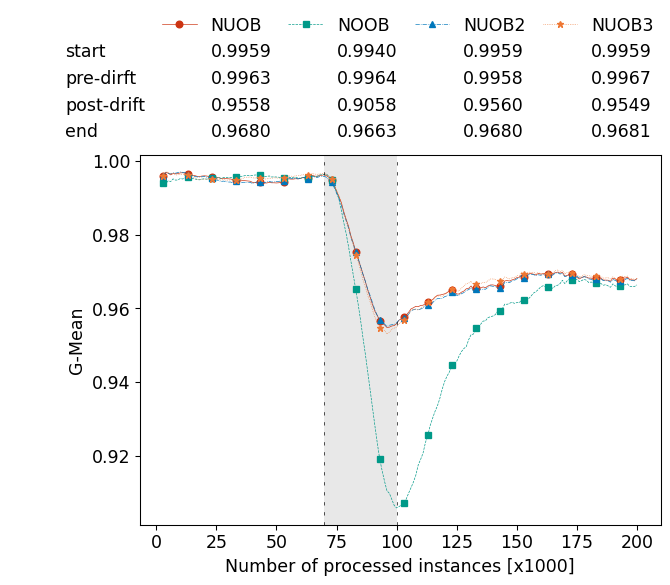 NUOB NOOB NUOB2 NUOB3
start 0.9959 0.9940 0.9959 0.9959
pre-dirft 0.9963 0.9964 0.9958 0.9967
post-drift 0.9558 0.9058 0.9560 0.9549
end 0.9680 0.9663 0.9680 0.9681
1.00
0.98
0.96
0.94
0.92
G-Mean
0 25 50 75 100 125 150 175 200
Number of processed instances [x1000]